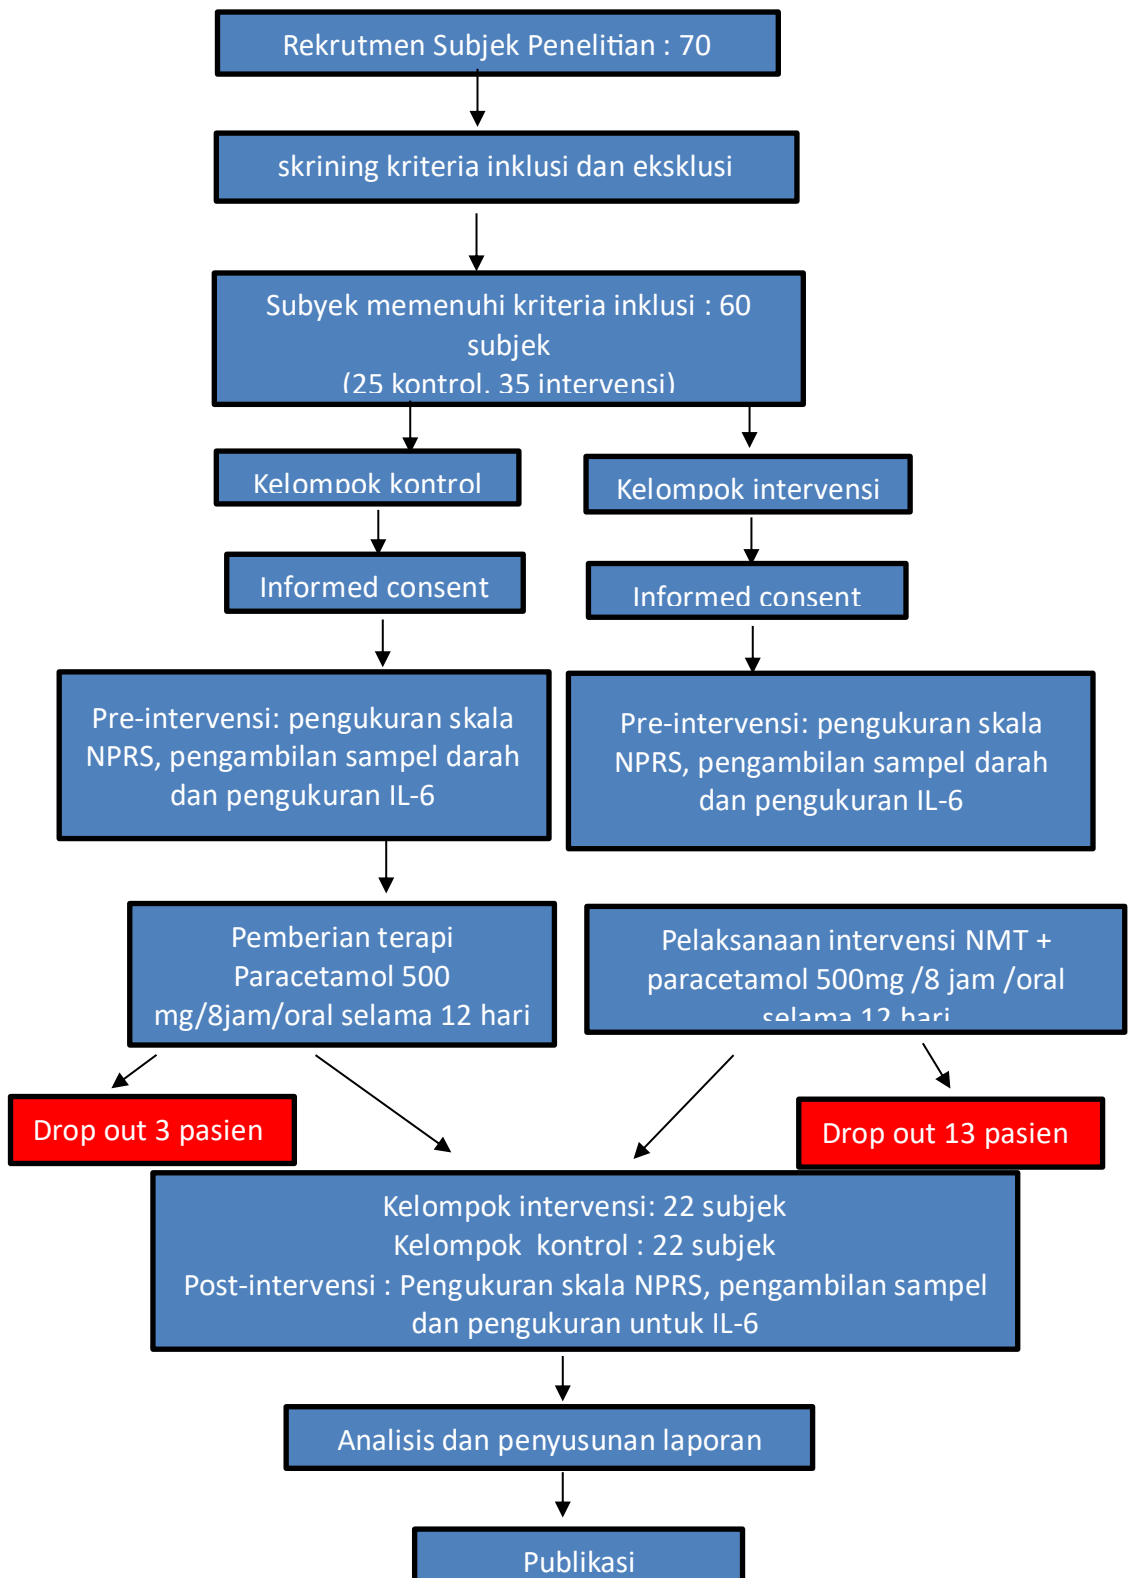 Rekrutmen Subjek Penelitian : 70
skrining kriteria inklusi dan eksklusi
Subyek memenuhi kriteria inklusi : 60
subjek
(25 kontrol. 35 intervensi)
Kelompok kontrol
Kelompok intervensi
Informed consent
Informed consent
Pre-intervensi: pengukuran skala
NPRS, pengambilan sampel darah
dan pengukuran IL-6
Pre-intervensi: pengukuran skala
NPRS, pengambilan sampel darah
dan pengukuran IL-6
Pemberian terapi
Paracetamol 500
mg/8jam/oral selama 12 hari
Pelaksanaan intervensi NMT +
paracetamol 500mg /8 jam /oral
selama 12 hari
Drop out 3 pasien
Drop out 13 pasien
Kelompok intervensi: 22 subjek
Kelompok kontrol : 22 subjek
Post-intervensi : Pengukuran skala NPRS, pengambilan sampel
dan pengukuran untuk IL-6
Analisis dan penyusunan laporan
Publikasi